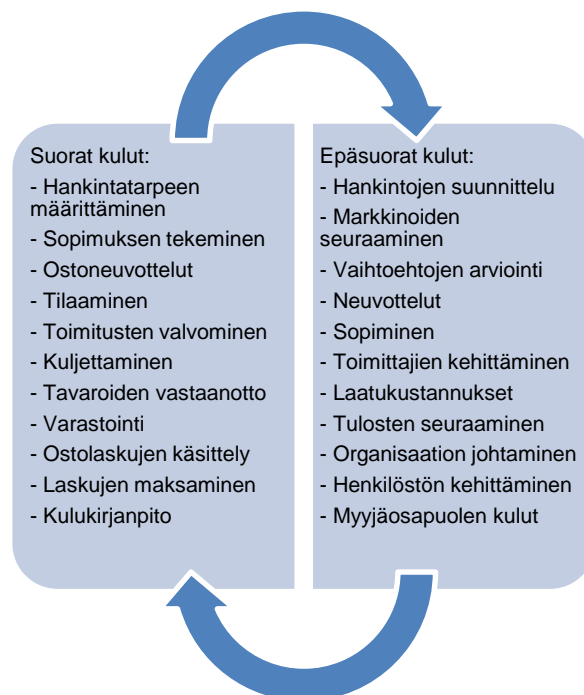 Suorat kulut:
- Hankintatarpeen
määrittäminen
- Sopimuksen tekeminen
- Ostoneuvottelut
- Tilaaminen
- Toimitusten valvominen
- Kuljettaminen
- Tavaroiden vastaanotto
- Varastointi
- Ostolaskujen käsittely
- Laskujen maksaminen
- Kulukirjanpito
Epäsuorat kulut:
- Hankintojen suunnittelu
- Markkinoiden
seuraaminen
- Vaihtoehtojen arviointi
- Neuvottelut
- Sopiminen
- Toimittajien kehittäminen
- Laatukustannukset
- Tulosten seuraaminen
- Organisaation johtaminen
- Henkilöstön kehittäminen
- Myyjäosapuolen kulut